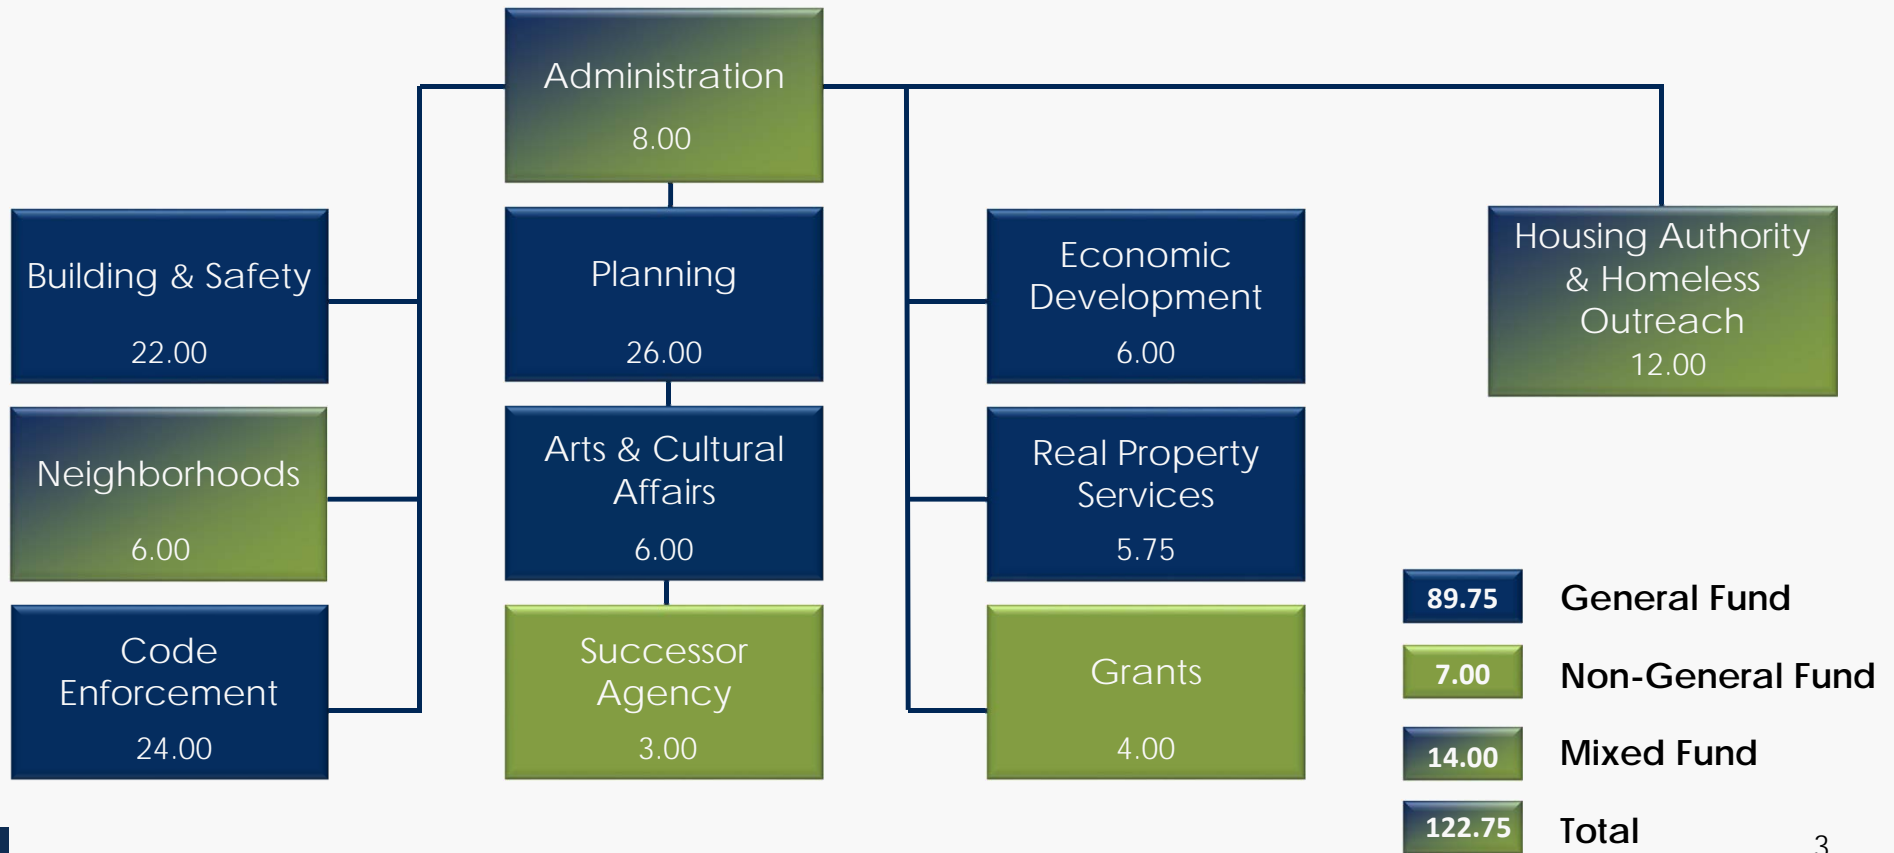 Administration
8.00
Building & Safety
22.00
Neighborhoods
6.00
Code
Enforcement
24.00
Planning
26.00
Arts & Cultural
Affairs
6.00
Successor
Agency
3.00
Economic
Development
6.00
Real Property
Services
5.75
Grants
4.00
Housing Authority
& Homeless
Outreach
12.00
89.75 General Fund
7.00 Non-General Fund
14.00 Mixed Fund
122.75 Total
3